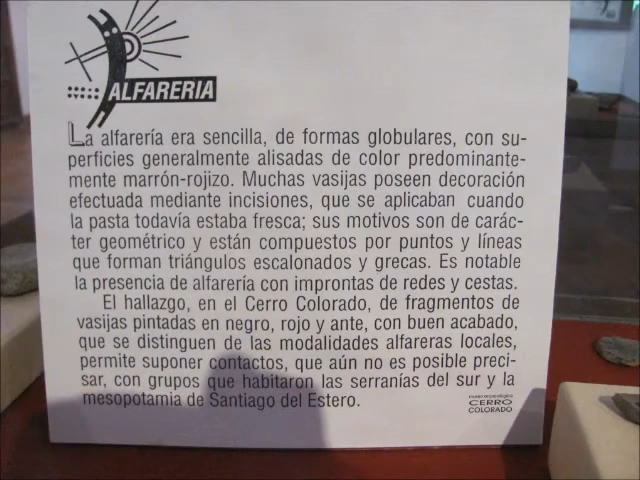 ALFARERIA
La alfarería era sencilla, de formas globulares, con su-
perficies generalmente alisadas de color predominante-
mente marrón-rojizo. Muchas vasijas poseen decoración
efectuada mediante incisiones, que se aplicaban cuando
la pasta todavía estaba fresca; sus motivos son de carác-
ter geométrico y están compuestos por puntos y líneas
que forman triángulos escalonados y grecas. Es notable
la presencia de alfarería con improntas de redes y cestas.
El hallazgo, en el Cerro Colorado, de fragmentos de
vasijas pintadas en negro, rojo y ante, con buen acabado,
que se distinguen de las modalidades alfareras locales,
permite suponer contactos, que aún no es posible preci-
sar, con grupos que habitaron las serranías del sur y la
mesopotamia de Santiago del Estero.
museo arqueológico
CERRO
COLORADO